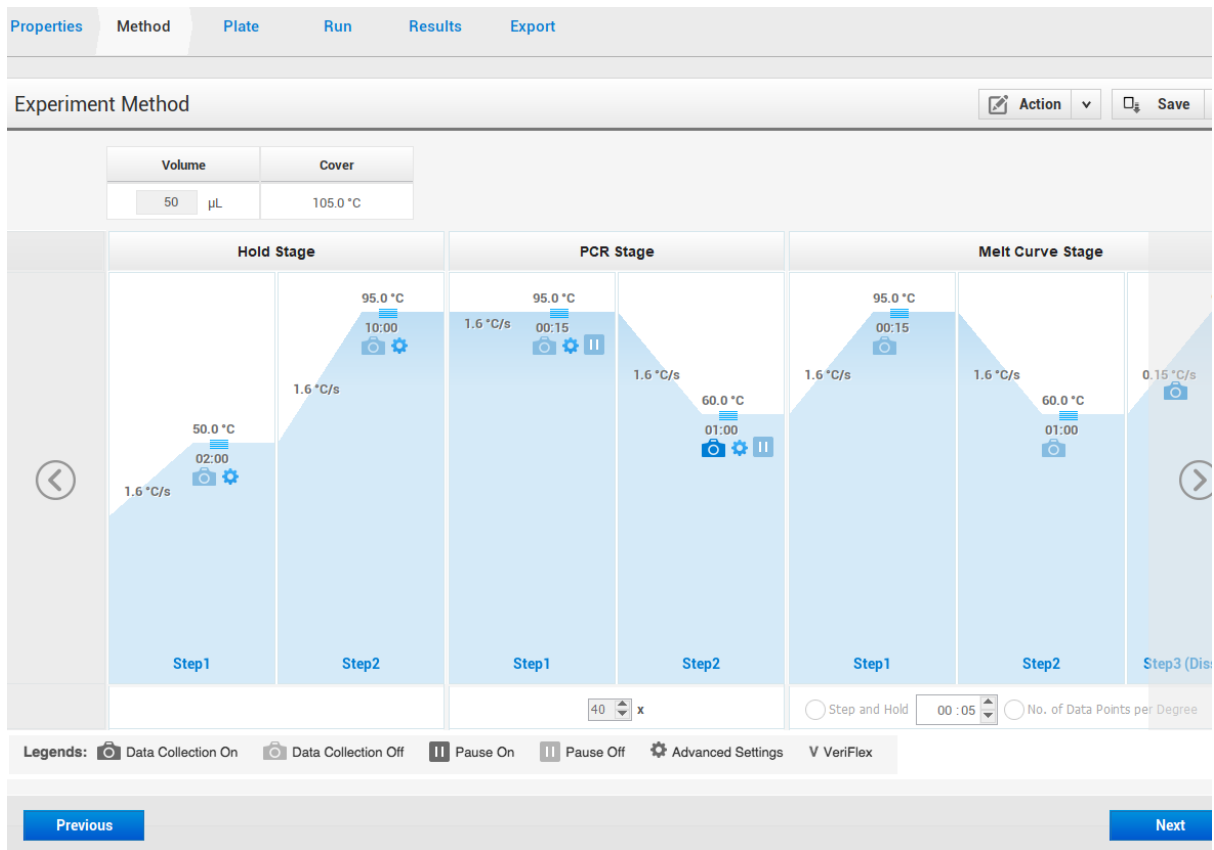 Properties Method Plate Run Results Export
Experiment Method
Action Save
Volume Cover
50 µL 105.0 °C
Hold Stage PCR Stage Melt Curve Stage
95.0 °C 95.0 °C 95.0 °C
10:00 1.6 °C/s 00:15 00:15
1.6 °C/s 1.6 °C/s 1.6 °C/s 1.6 °C/s 0.15 °C/s
60.0 °C 60.0 °C
50.0 °C 01:00 01:00
02:00
1.6 °C/s
Step1 Step2 Step1 Step2 Step1 Step2 Step3 (Dis
40 x Step and Hold 00 : 05 No. of Data Points per Degree
Legends: Data Collection On Data Collection Off Pause On Pause Off Advanced Settings V VeriFlex
Previous Next